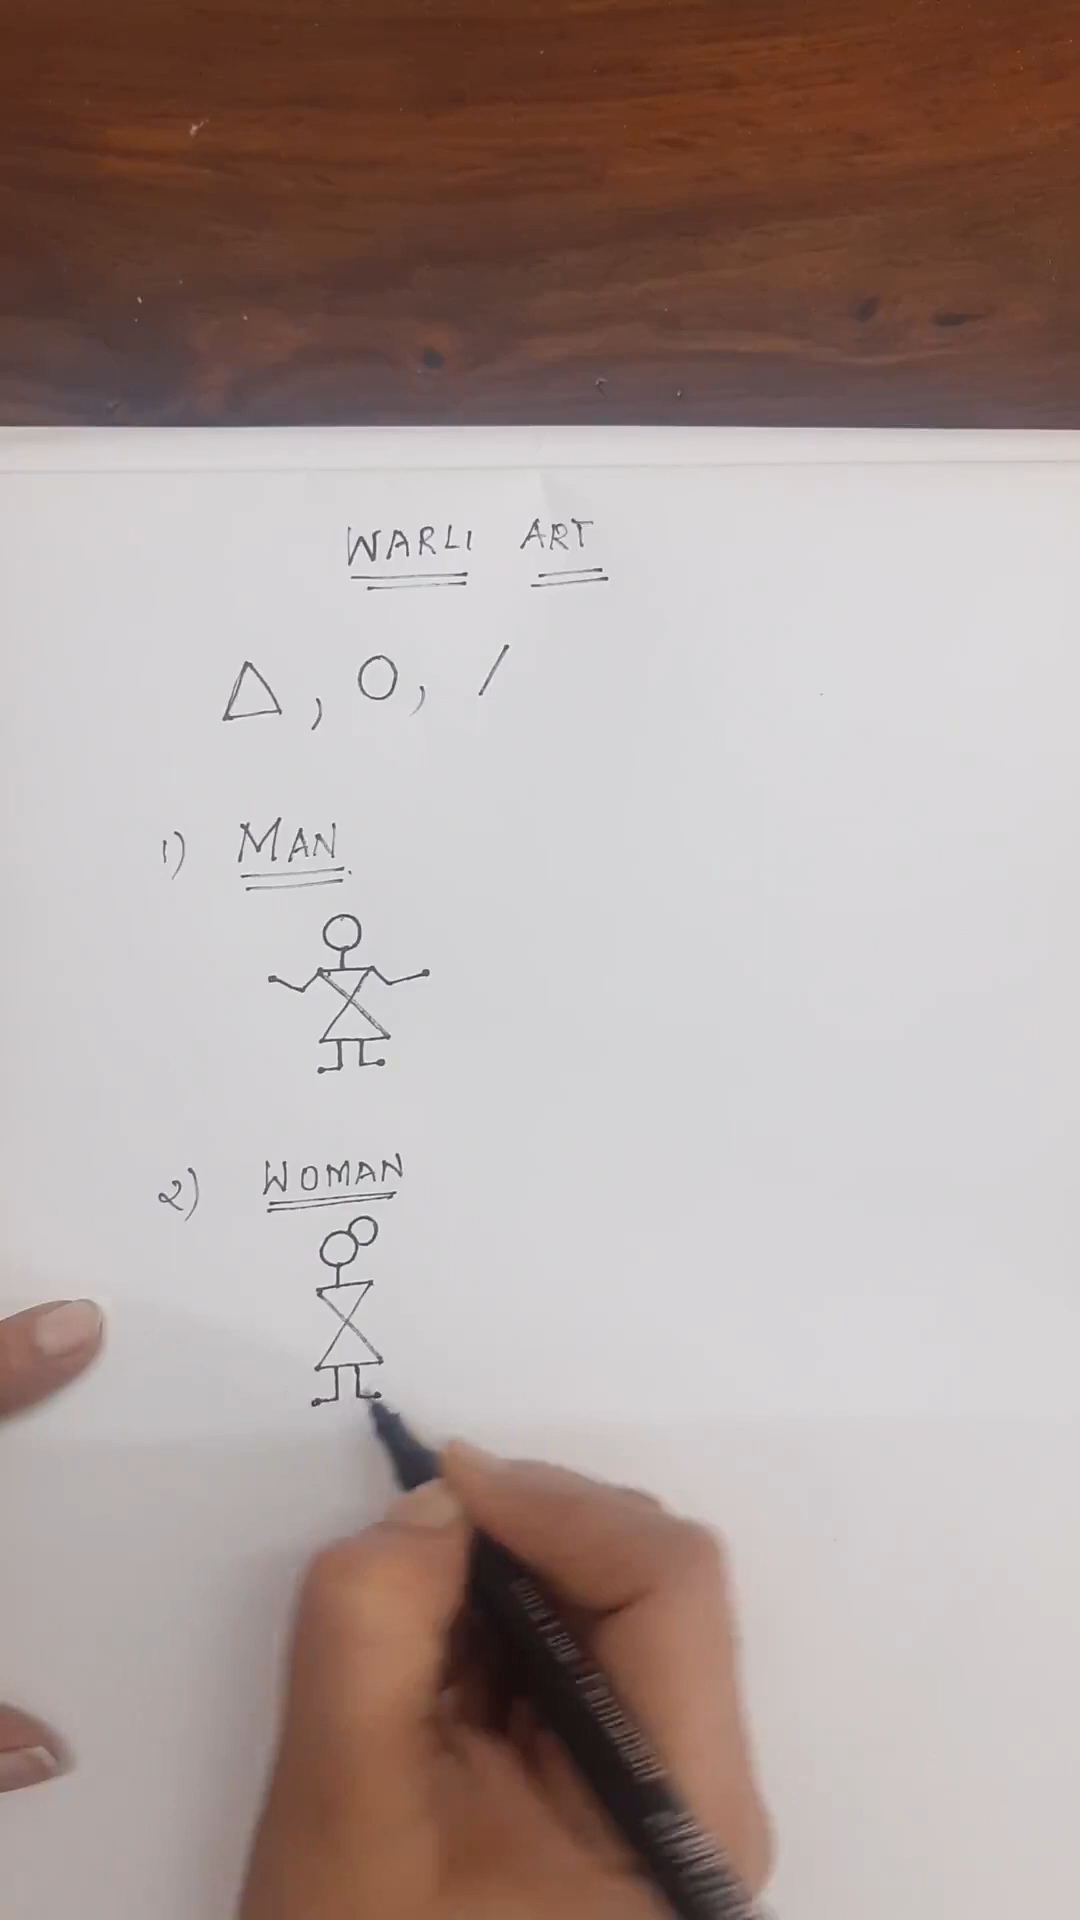 WARLI ART
△, O, /
1) MAN.
2) WOMAN